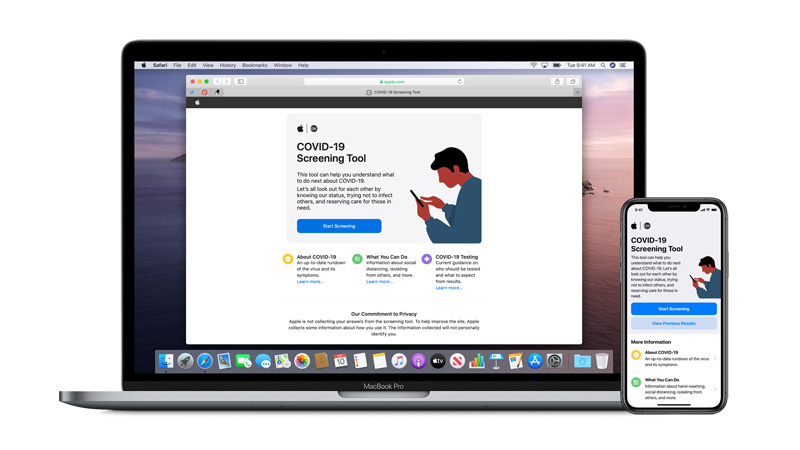 Safari File Edit View History Bookmarks Window Help
Tue 9:41 AM
apple.com
COVID-19 Screening Tool
COVID-19
Screening Tool
This tool can help you understand what
to do next about COVID-19.
Let's all look out for each other by
knowing our status, trying not to infect
others, and reserving care for those in
need.
Start Screening
About COVID-19
An up-to-date rundown
of the virus and its
symptoms.
Learn more...
What You Can Do
Information about social
distancing, isolating
from others, and more.
Learn more...
COVID-19 Testing
Current guidance on
who should be tested
and what to expect
from results.
Learn more...
Our Commitment to Privacy
Apple is not collecting your answers from the screening tool. To help improve the site, Apple
collects some information about how you use it. The information collected will not personally
identify you.
10
tv
MacBook Pro
9:41
COVID-19
Screening Tool
This tool can help you
understand what to do next
about COVID-19. Let's all
look out for each other by
knowing our status, trying
not to infect others, and
reserving care for those
in need.
Start Screening
View Previous Results
More Information
About COVID-19
An up-to-date rundown of the virus
and its symptoms.
What You Can Do
Information about hand-washing,
social distancing, isolating from
others, and more.